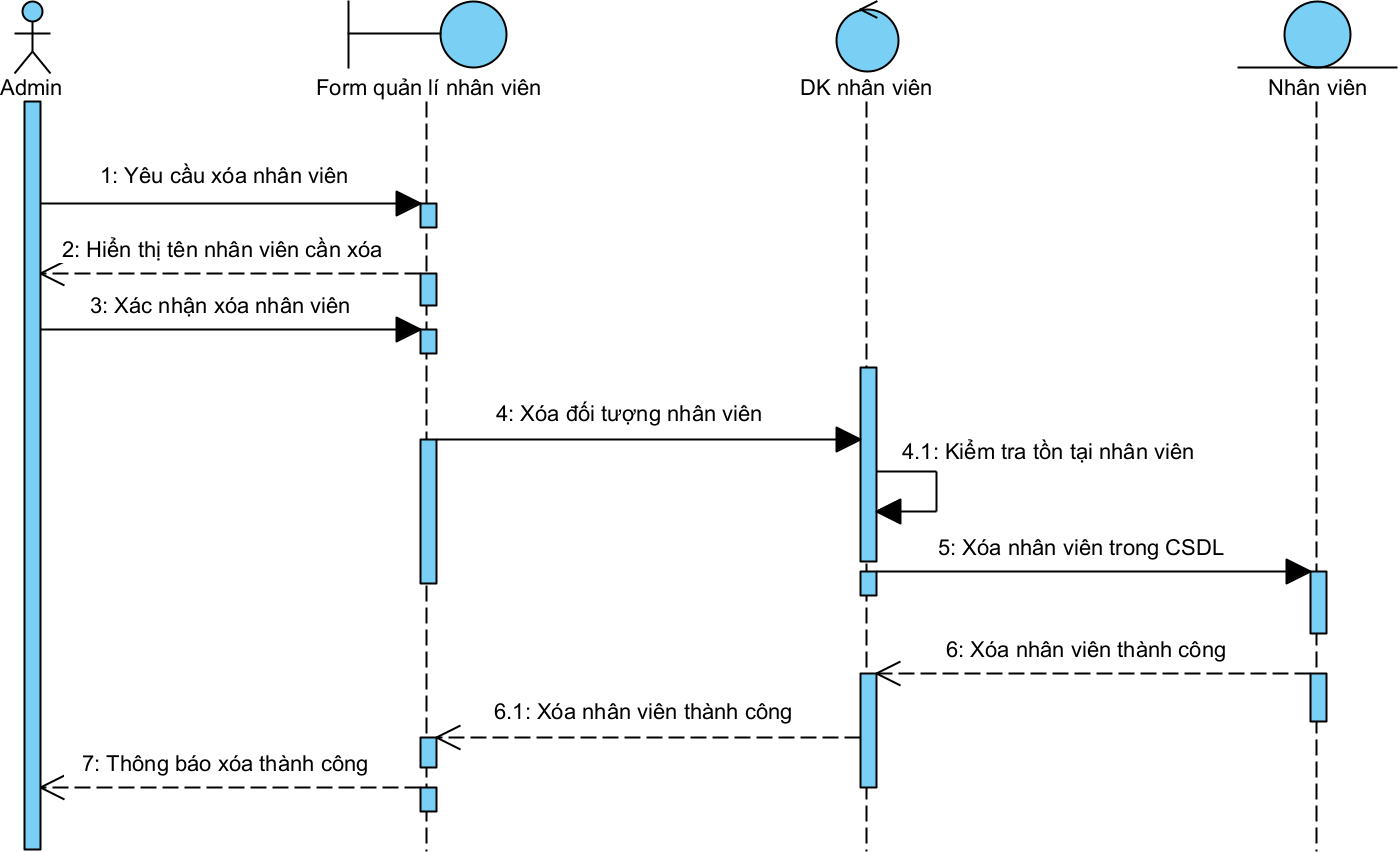 Admin
Form quản lí nhân viên
DK nhân viên
Nhân viên
1: Yêu cầu xóa nhân viên
2: Hiển thị tên nhân viên cần xóa
3: Xác nhận xóa nhân viên
4: Xóa đối tượng nhân viên
4.1: Kiểm tra tồn tại nhân viên
5: Xóa nhân viên trong CSDL
6: Xóa nhân viên thành công
6.1: Xóa nhân viên thành công
7: Thông báo xóa thành công